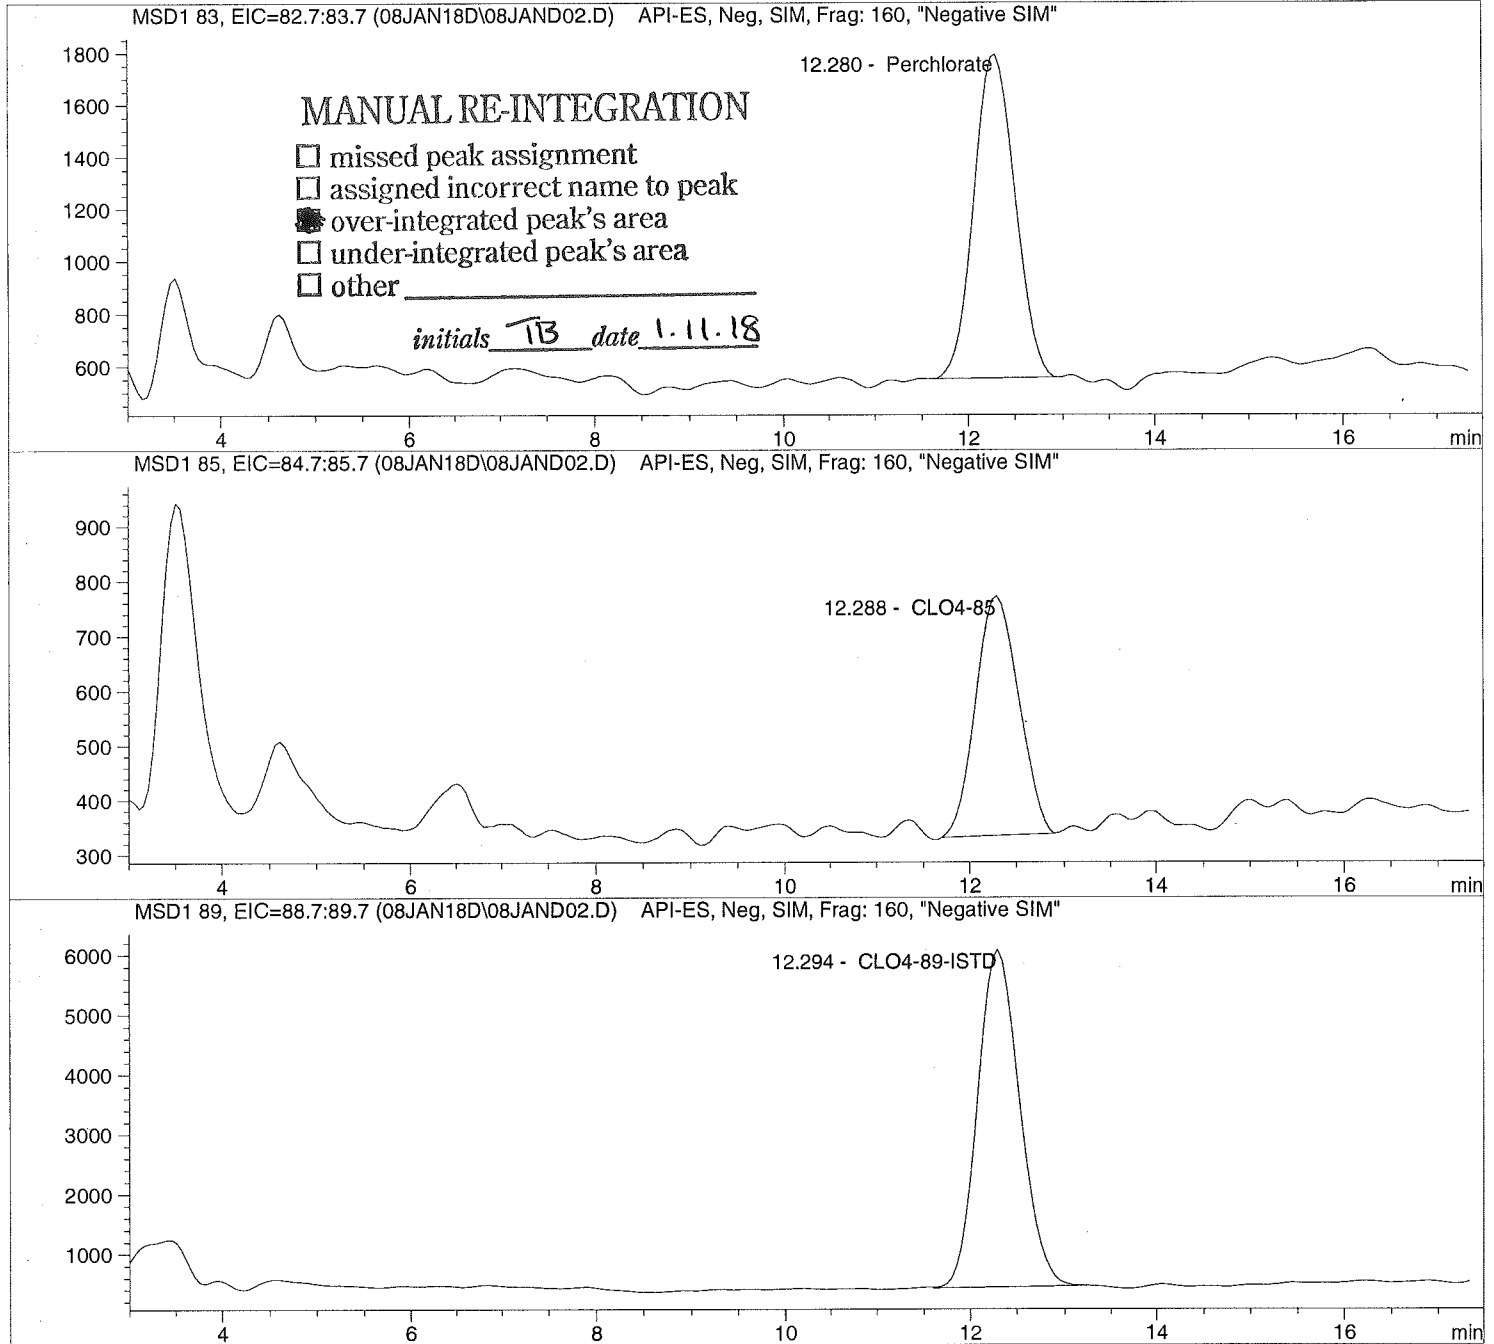 MSD1 83, EIC=82.7:83.7 (08JAN18D\08JAND02.D) API-ES, Neg, SIM, Frag: 160, "Negative SIM"
1800
12.280 - Perchlorate
1600
1400
1200
1000
800
600
MANUAL RE-INTEGRATION
☐ missed peak assignment
☐ assigned incorrect name to peak
■ over-integrated peak's area
☐ under-integrated peak's area
☐ other
initials TB date 1.11.18
4 6 8 10 12 14 16 min
MSD1 85, EIC=84.7:85.7 (08JAN18D\08JAND02.D) API-ES, Neg, SIM, Frag: 160, "Negative SIM"
900
800
700
12.288 - CLO4-85
600
500
400
300
4 6 8 10 12 14 16 min
MSD1 89, EIC=88.7:89.7 (08JAN18D\08JAND02.D) API-ES, Neg, SIM, Frag: 160, "Negative SIM"
6000
12.294 - CLO4-89-ISTD
5000
4000
3000
2000
1000
4 6 8 10 12 14 16 min